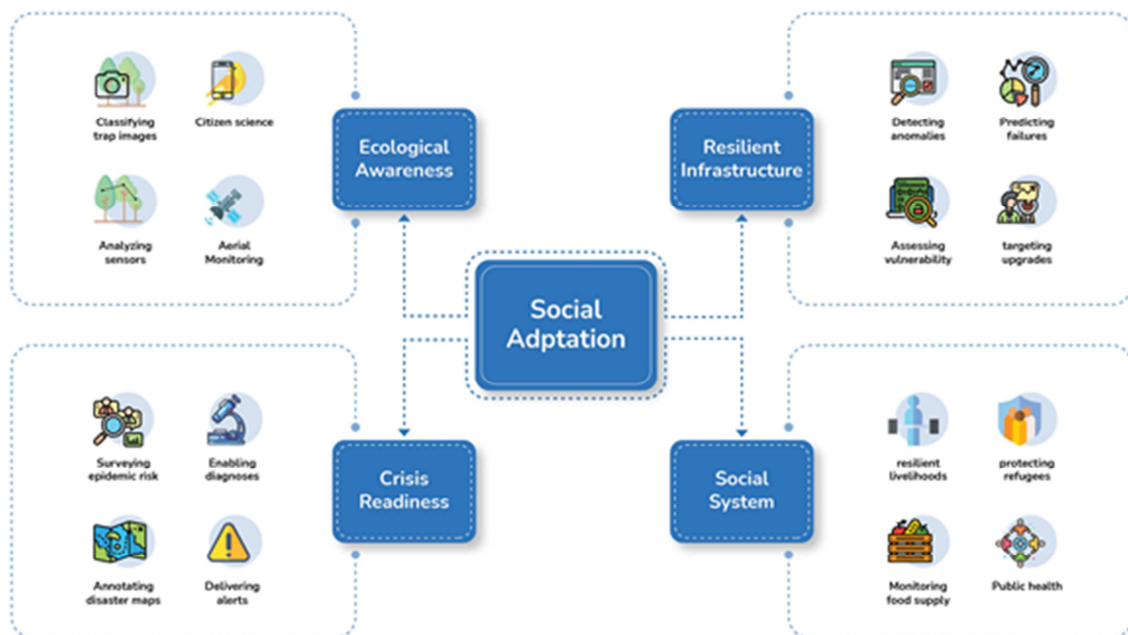 Classifying
trap images
Citizen science
Analyzing
sensors
Aerial
Monitoring
Ecological
Awareness
Resilient
Infrastructure
Detecting
anomalies
Predicting
failures
Assessing
vulnerability
targeting
upgrades
Social
Adptation
Surveying
epidemic risk
Enabling
diagnoses
Annotating
disaster maps
Delivering
alerts
Crisis
Readiness
Social
System
resilient
livelihoods
protecting
refugees
Monitoring
food supply
Public health